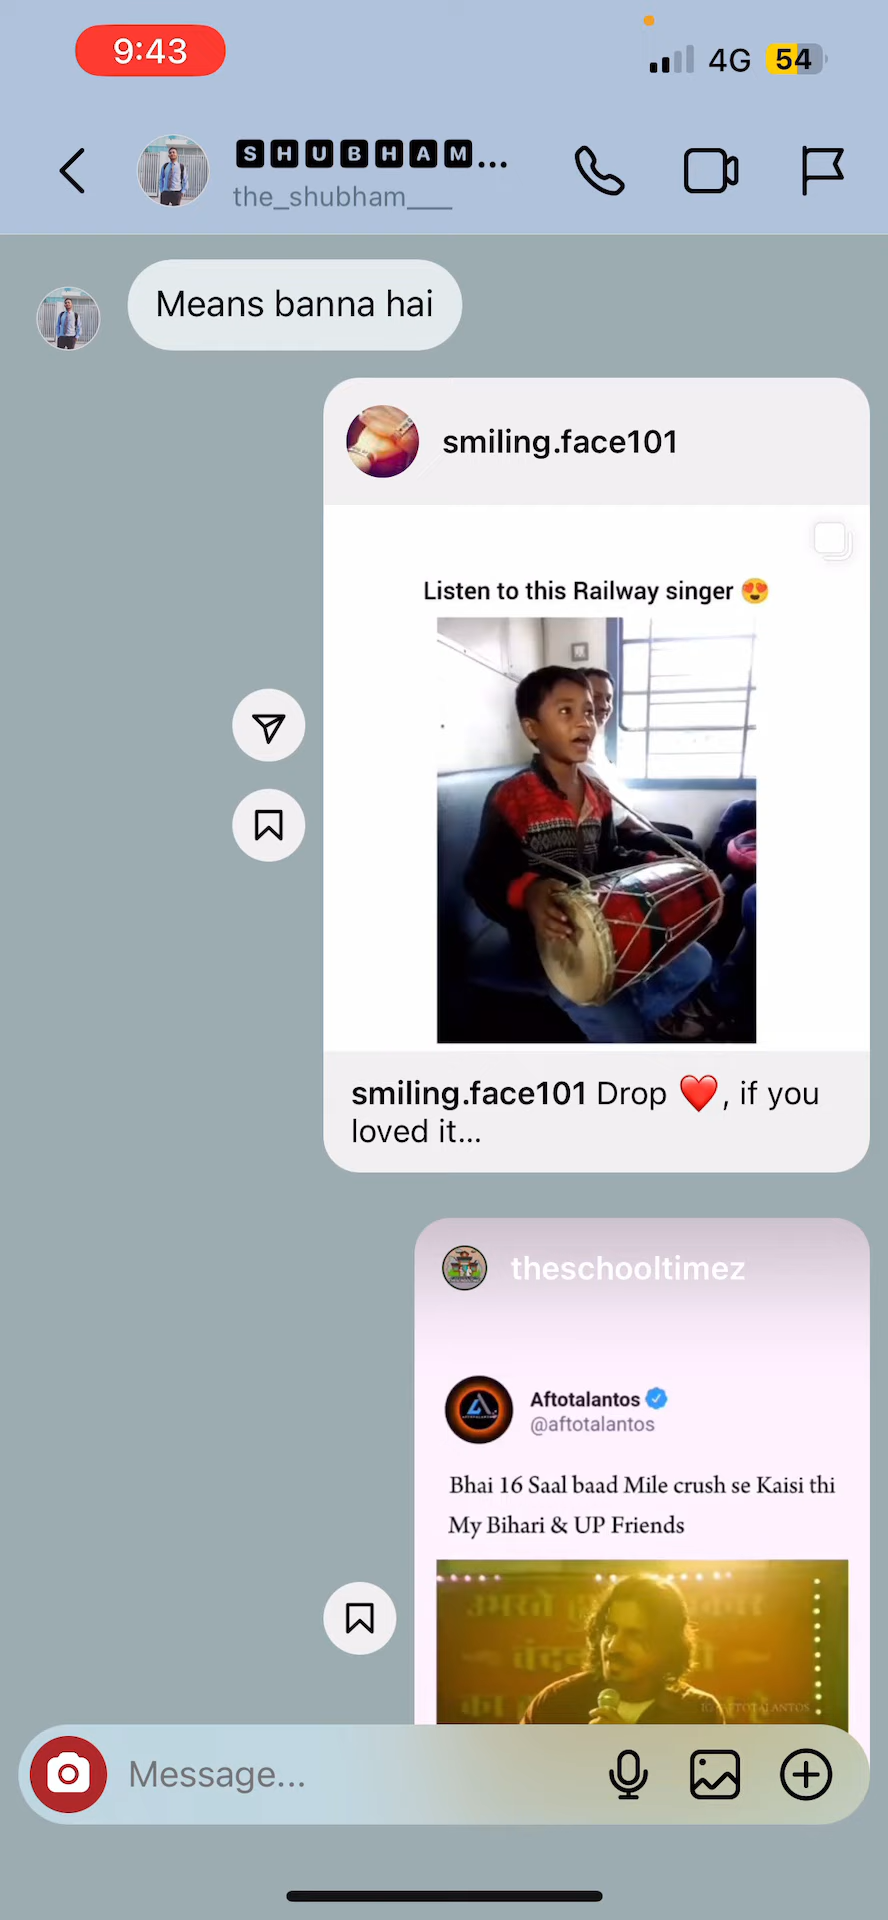 9:43
4G 54
SHUBHAM...
the_shubham___
Means banna hai
smiling.face101
Listen to this Railway singer 😍
smiling.face101 Drop ❤️, if you
loved it...
theschooltimez
Aftotalantos
@aftotalantos
Bhai 16 Saal baad Mile crush se Kaisi thi
My Bihari & UP Friends
उभरते
का
Message...